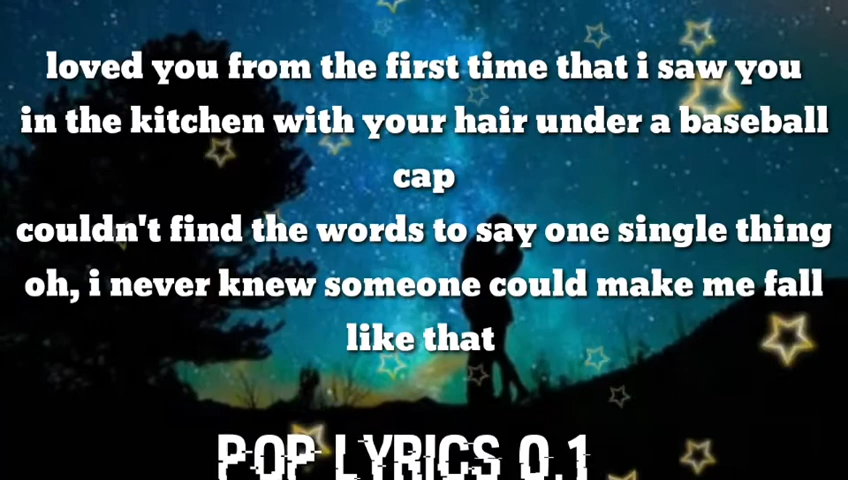 loved you from the first time that i saw you
in the kitchen with your hair under a baseball
cap
couldn't find the words to say one single thing
oh, i never knew someone could make me fall
like that
POP LYRICS 0.1